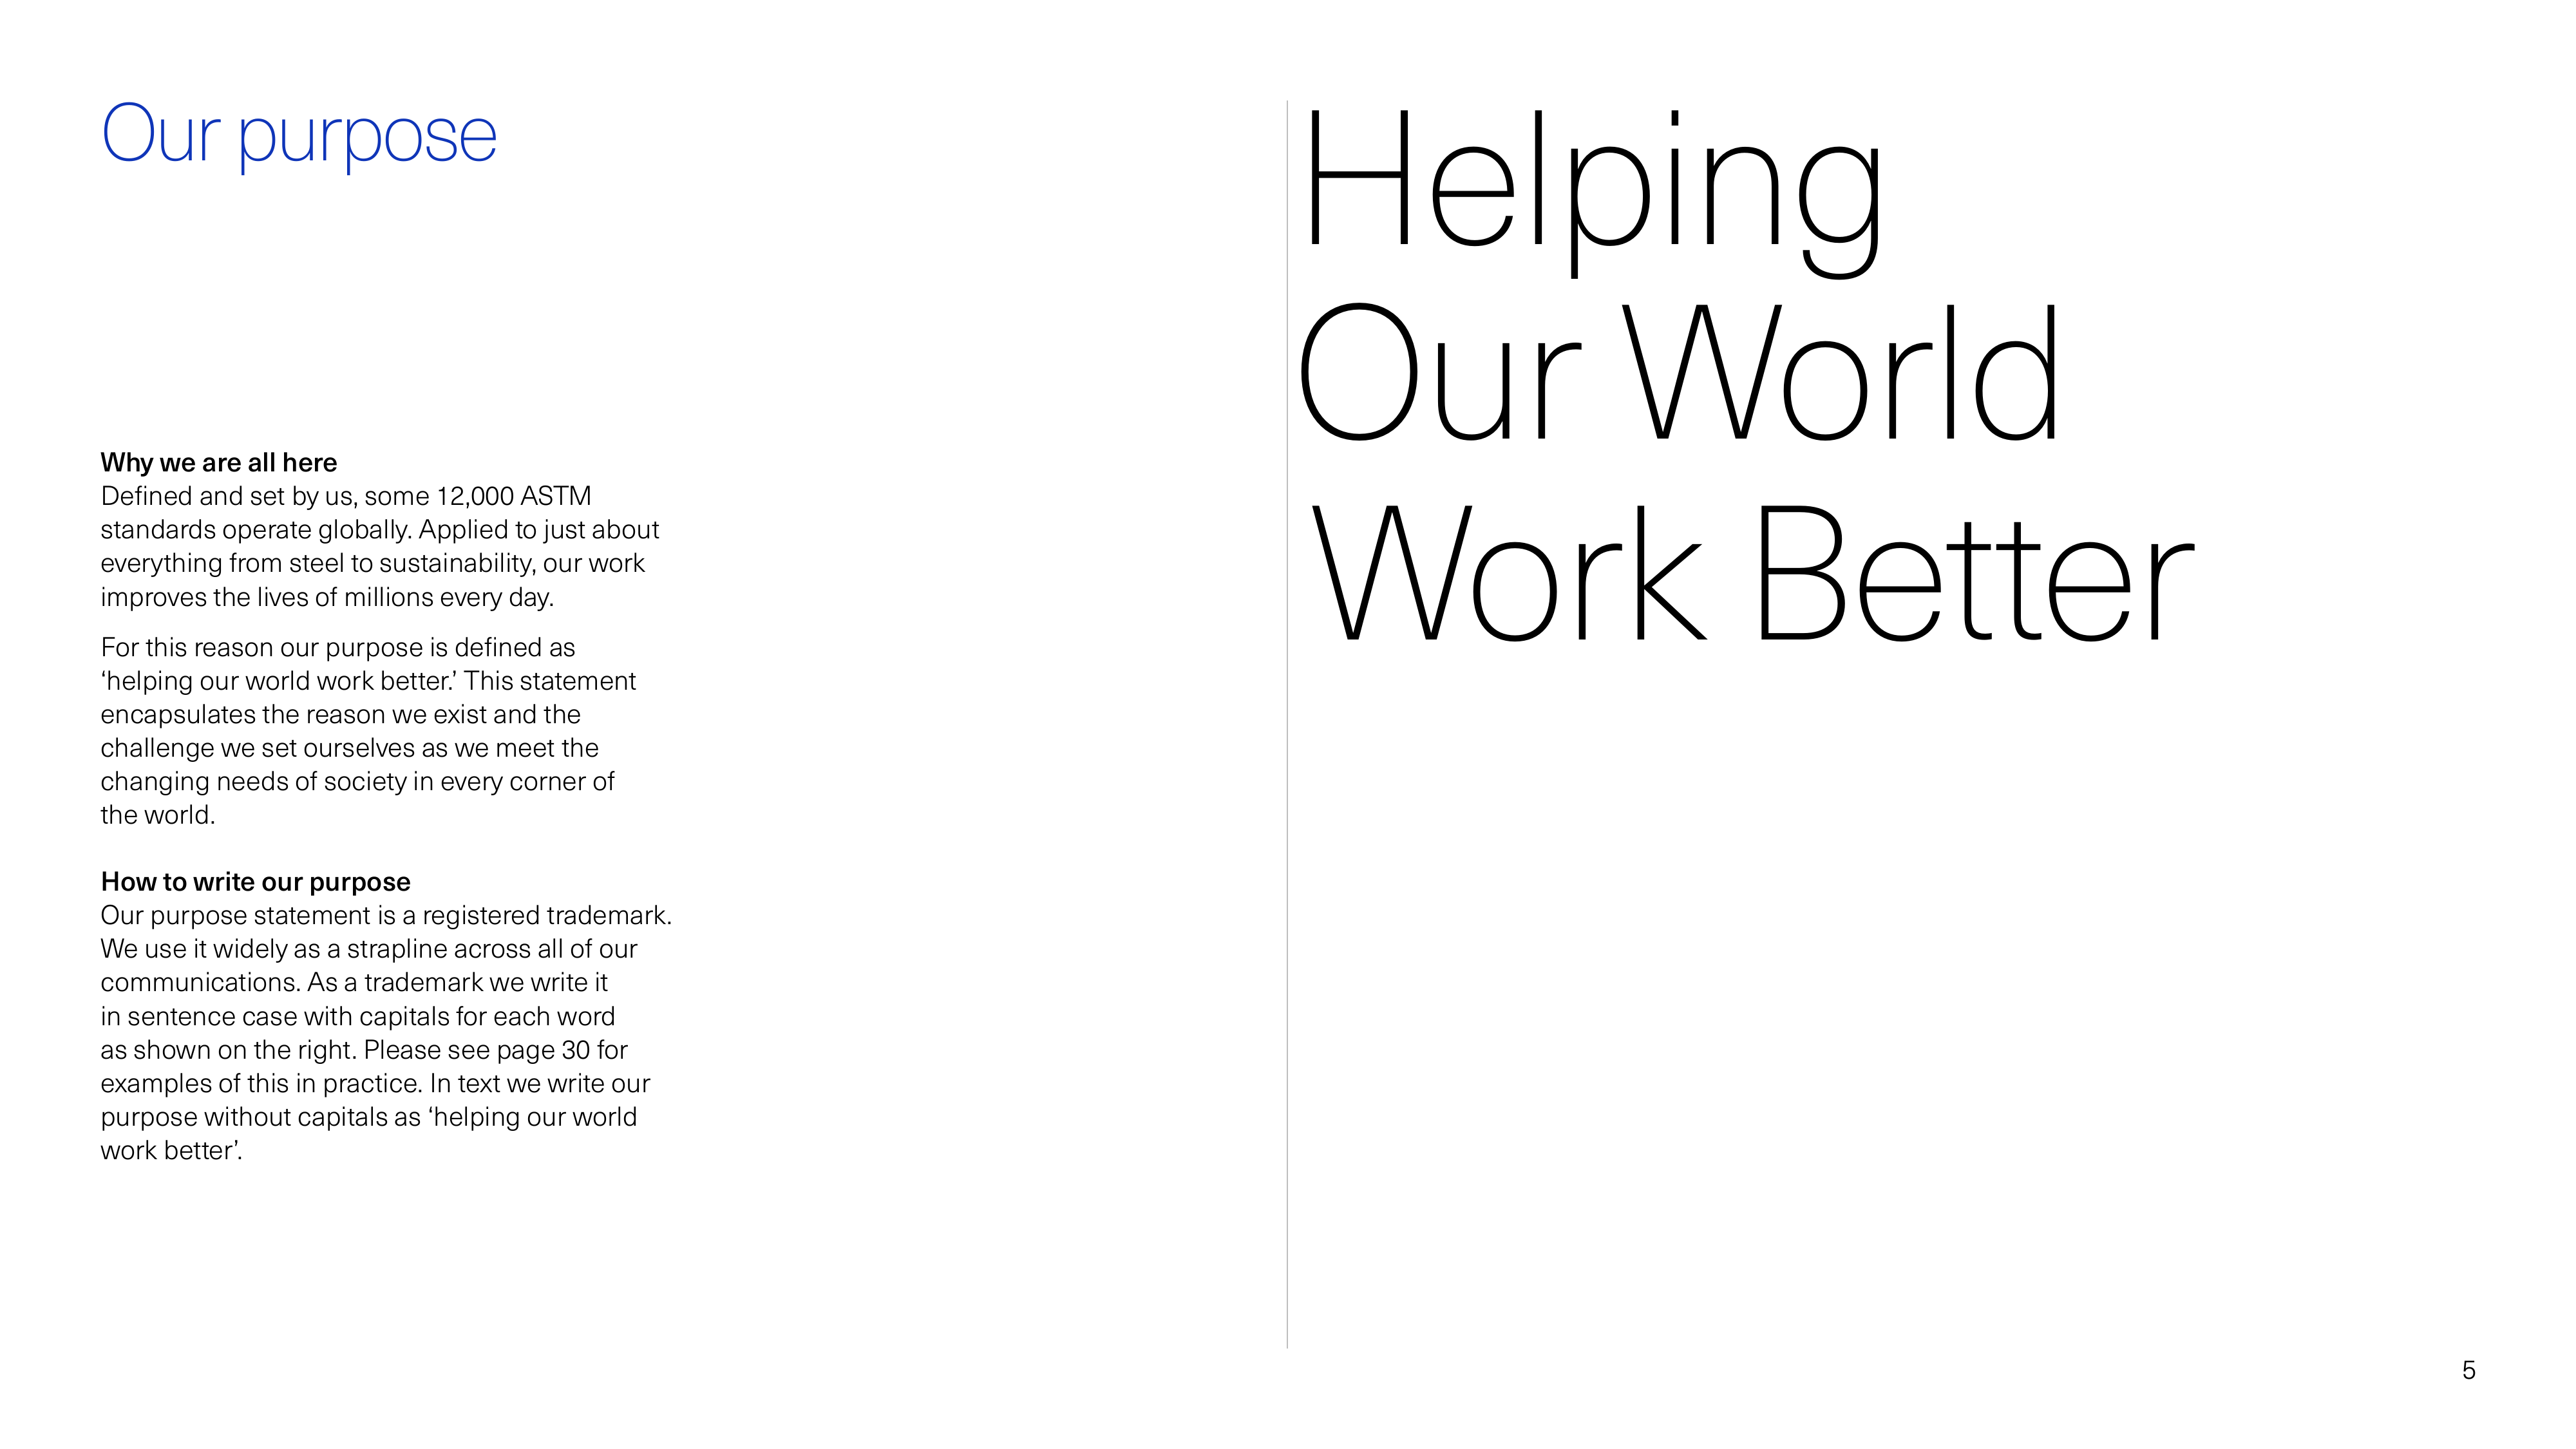 Our purpose
Why we are all here
Defined and set by us, some 12,000 ASTM
standards operate globally. Applied to just about
everything from steel to sustainability, our work
improves the lives of millions every day.
For this reason our purpose is defined as
‘helping our world work better.’ This statement
encapsulates the reason we exist and the
challenge we set ourselves as we meet the
changing needs of society in every corner of
the world.
How to write our purpose
Our purpose statement is a registered trademark.
We use it widely as a strapline across all of our
communications. As a trademark we write it
in sentence case with capitals for each word
as shown on the right. Please see page 30 for
examples of this in practice. In text we write our
purpose without capitals as ‘helping our world
work better’.
Helping
Our World
Work Better
5